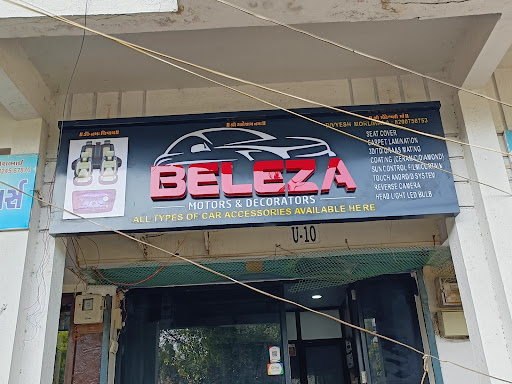 BELEZA
MOTORS & DECORATORS
ALL TYPES OF CAR ACCESSORIES AVAILABLE HERE
SEAT COVER
CARPET LAMINATION
COATING
SUN CONTROL FILM/CURTAIN
TOUCH ANDROID SYSTEM
REVERSE CAMERA
HEAD LIGHT LED BULB
U-10